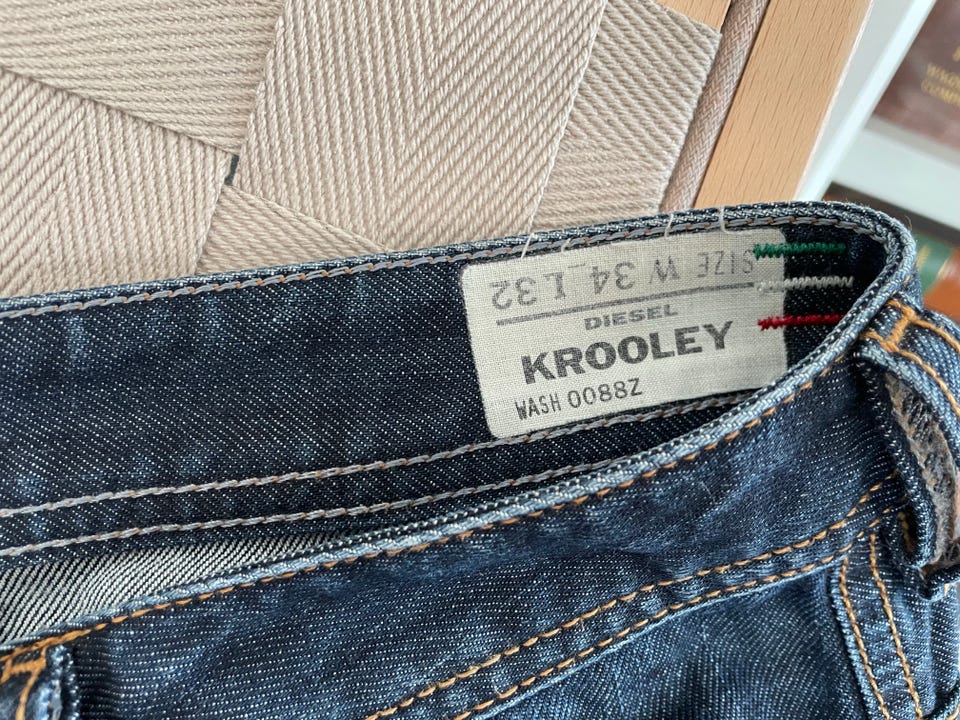 SIZE W 34 L 32
DIESEL
KROOLEY
WASH 0088Z